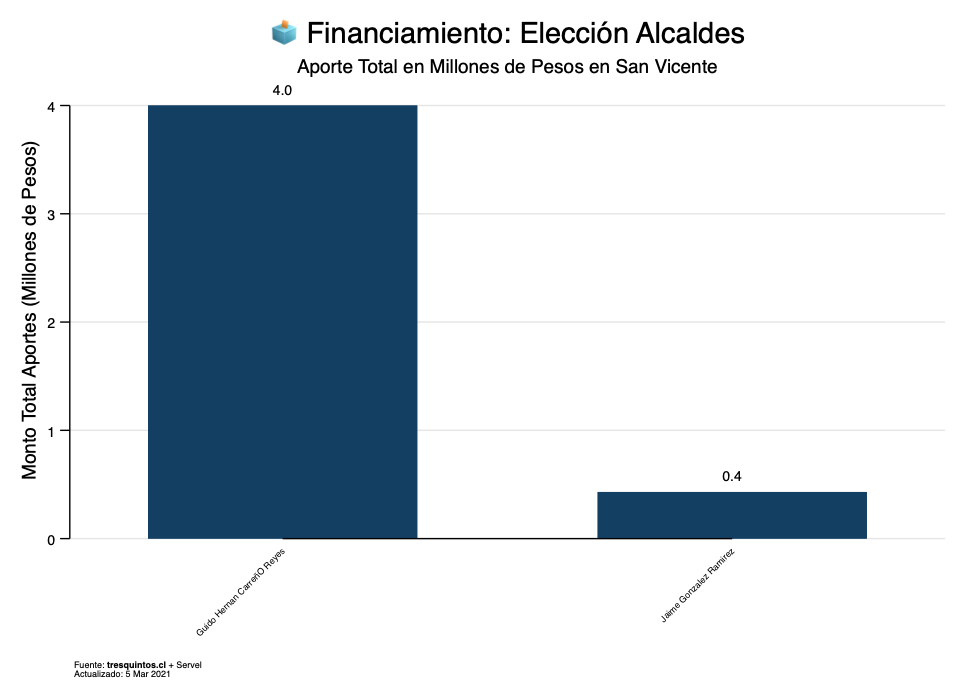 🗳️ Financiamiento: Elección Alcaldes
Aporte Total en Millones de Pesos en San Vicente
Monto Total Aportes (Millones de Pesos)
4
3
2
1
0
4.0
0.4
Guido Hernan CarreñO Reyes
Jaime Gonzalez Ramirez
Fuente: tresquintos.cl + Servel
Actualizado: 5 Mar 2021